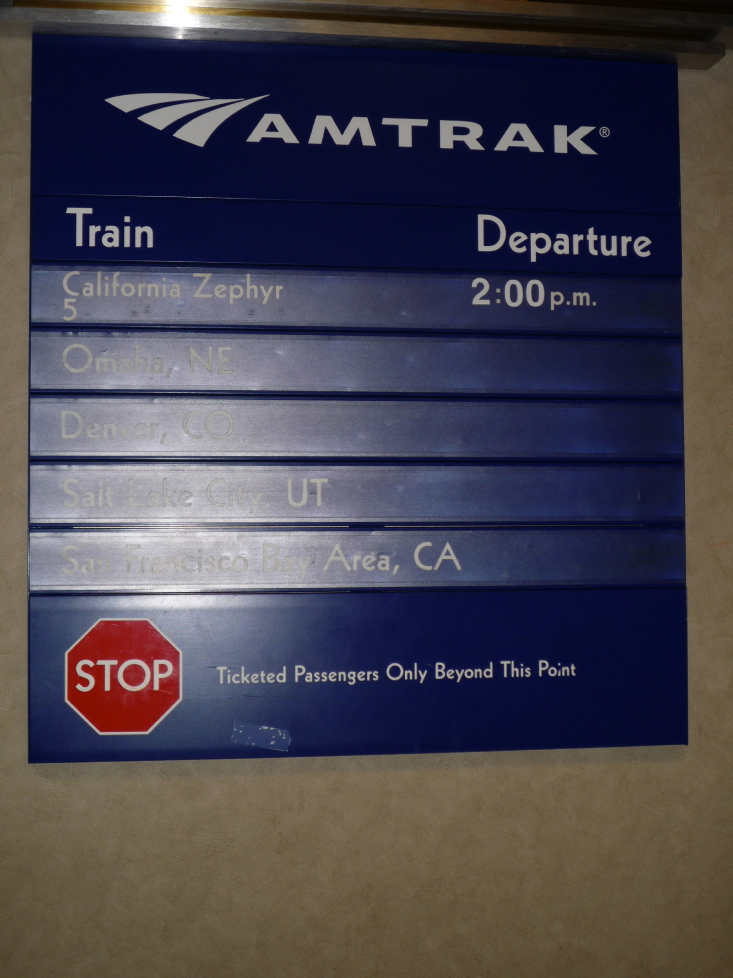 AMTRAK®
Train Departure
California Zephyr 2:00 p.m.
5
Omaha, NE
Denver, CO
Salt Lake City, UT
San Francisco Bay Area, CA
STOP Ticketed Passengers Only Beyond This Point